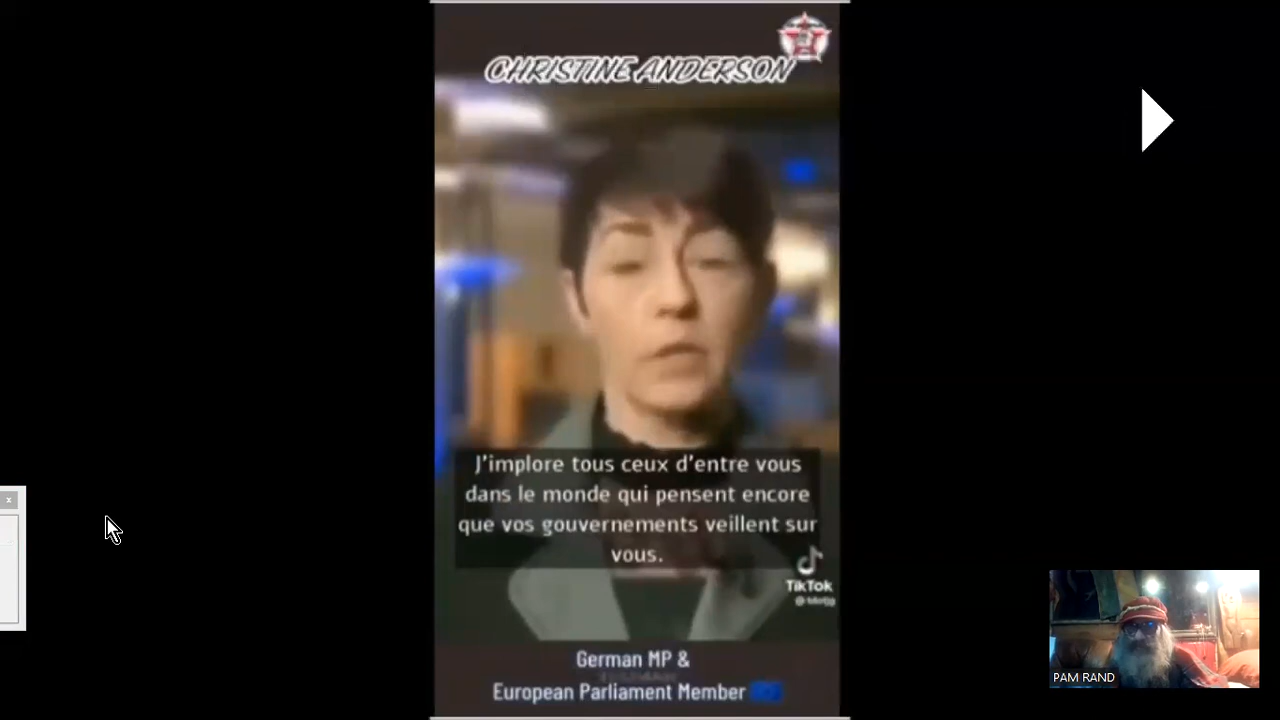 CHRISTINE ANDERSON
J'implore tous ceux d'entre vous
dans le monde qui pensent encore
que vos gouvernements veillent sur
vous.
TikTok
German MP &
European Parliament Member
PAM RAND
x